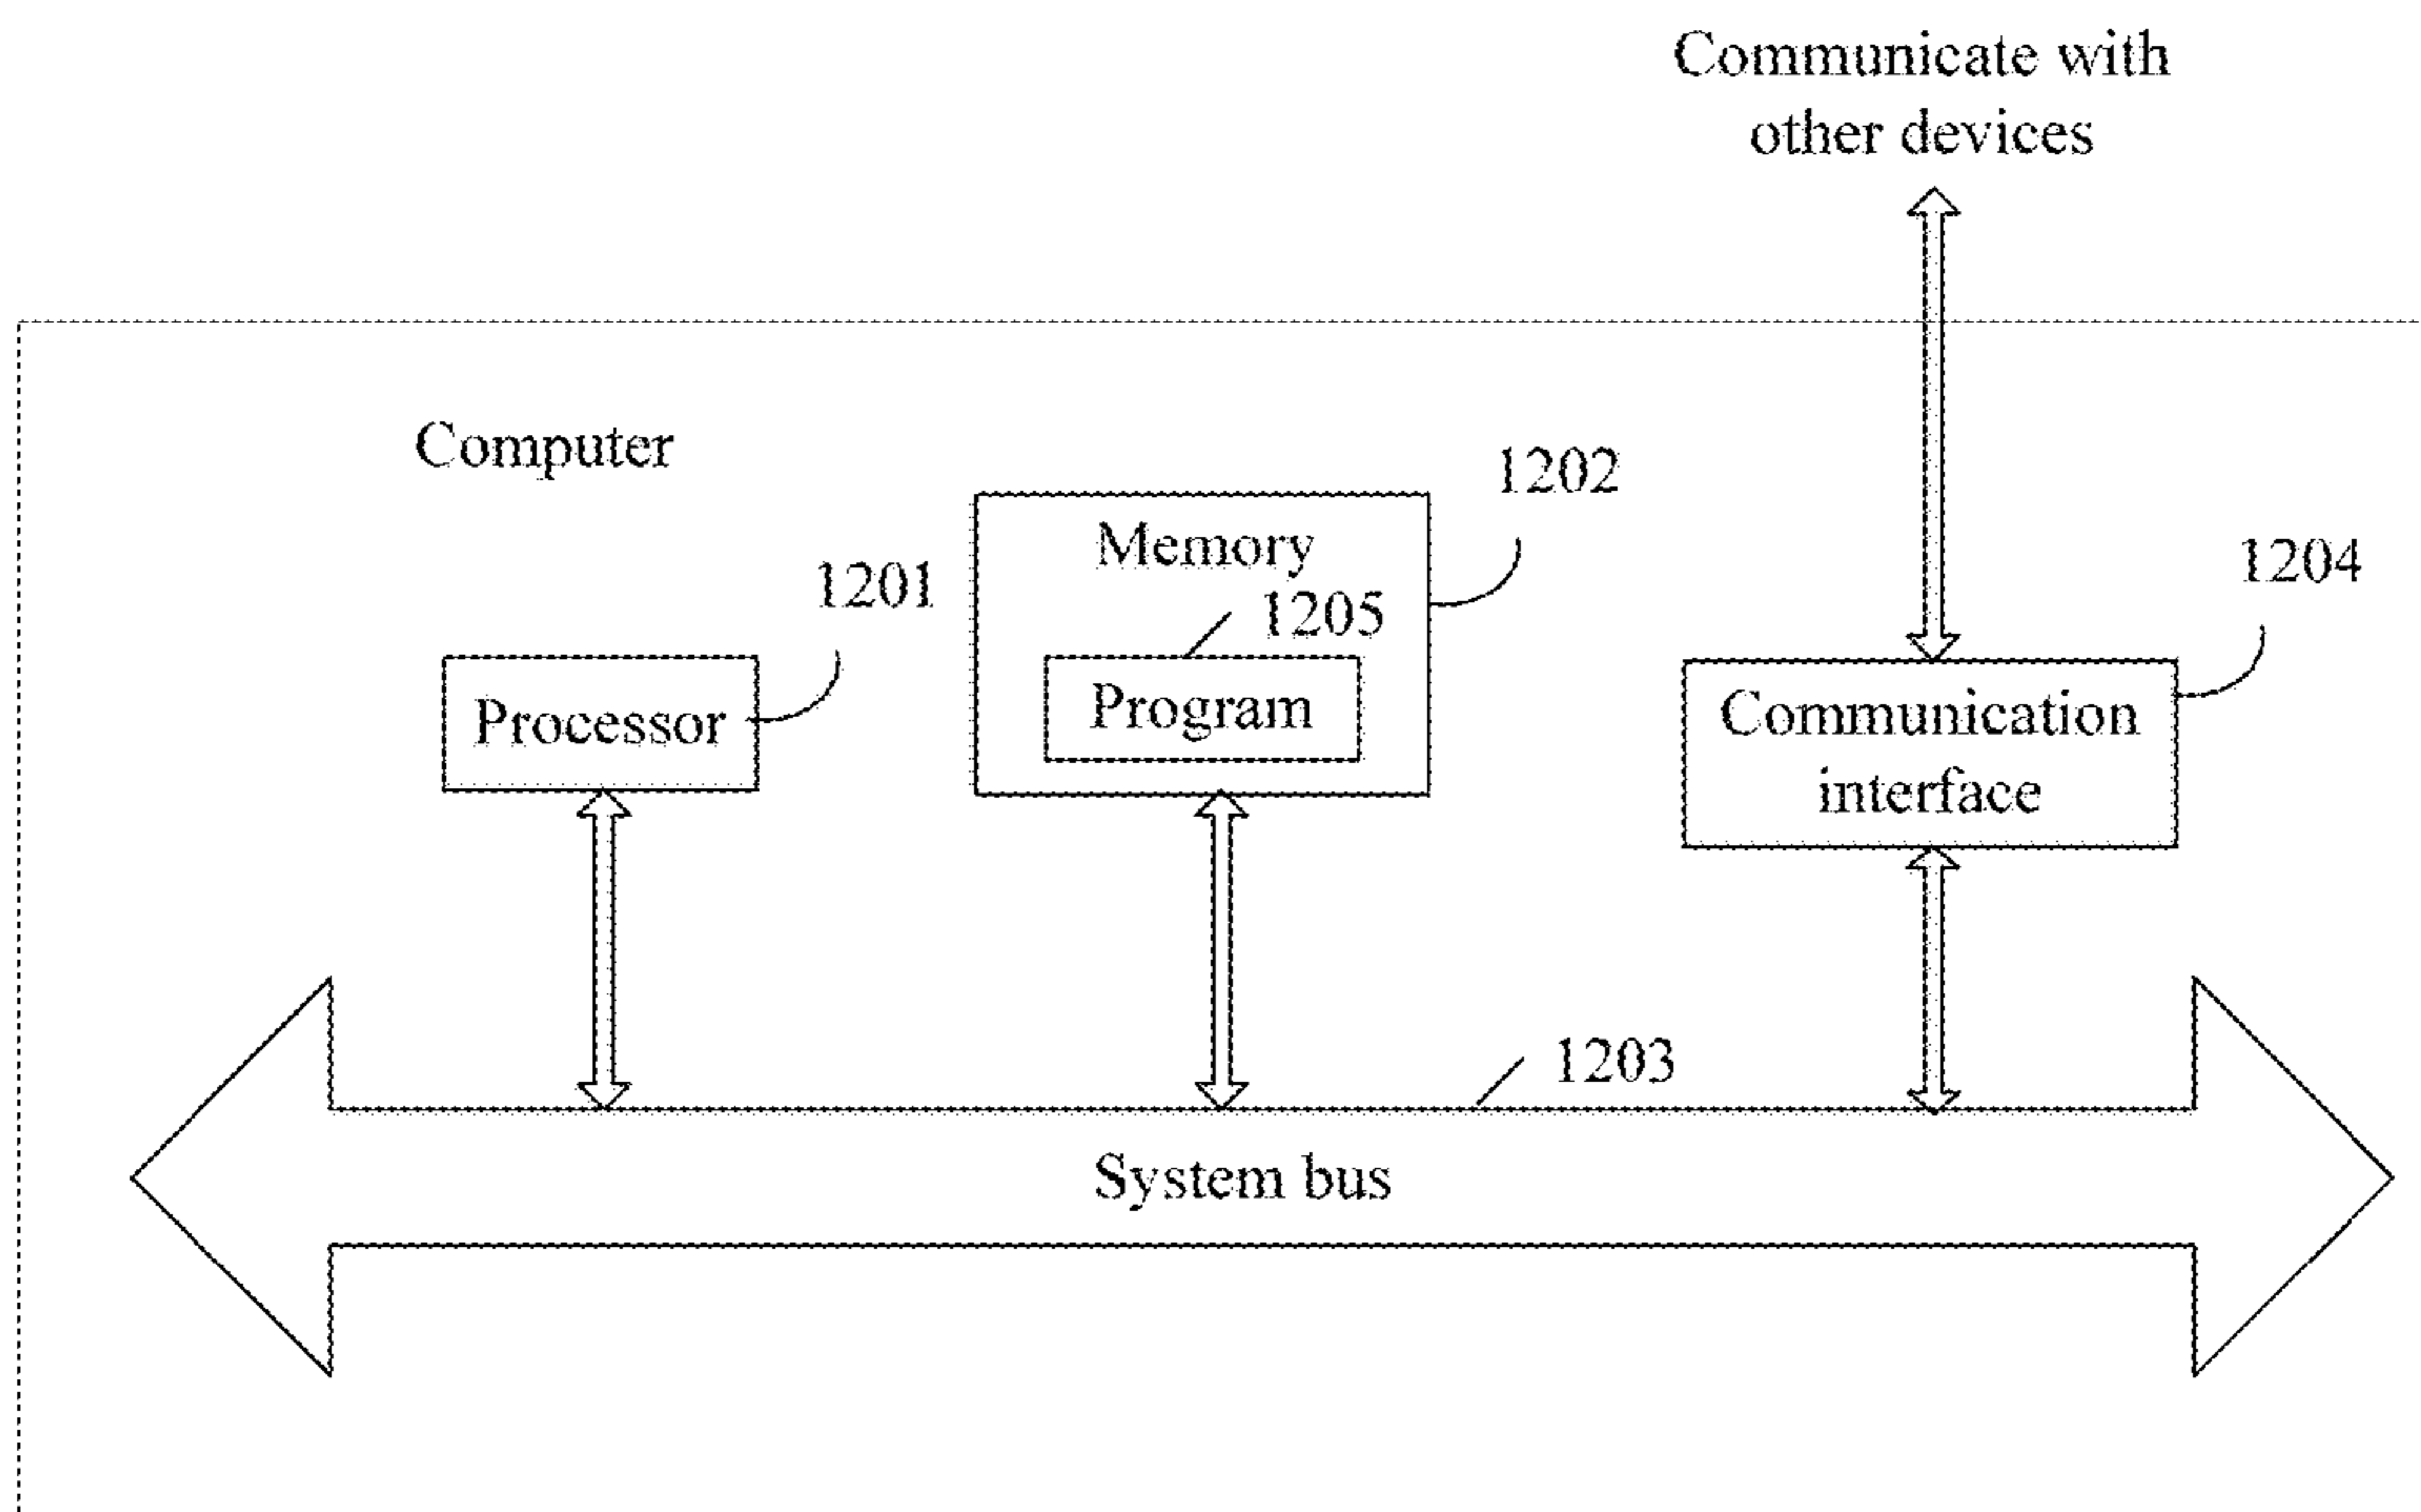 Communicate with
other devices
Computer
1202
Memory
1204
1201
1205
Processor
Program
Communication
interface
1203
System bus